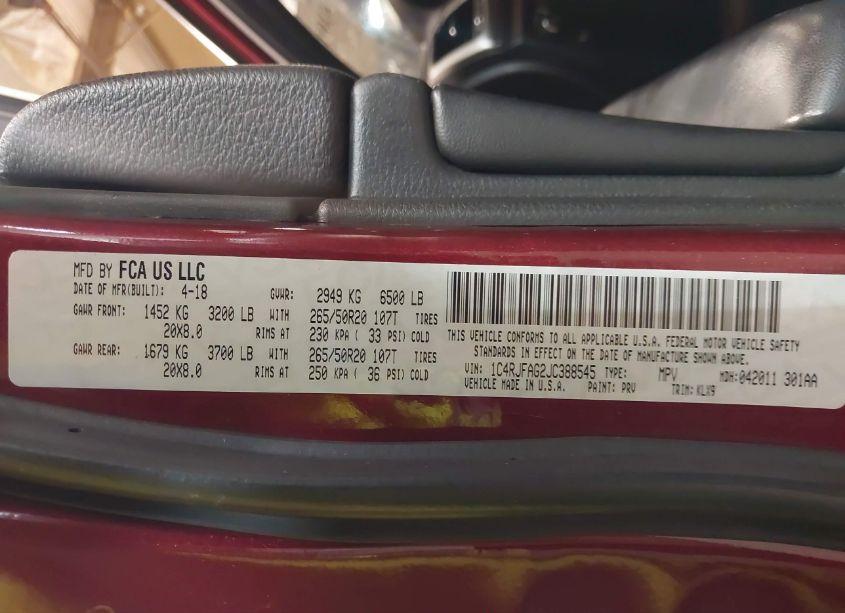 MFD BY FCA US LLC
DATE OF MFR(BUILT): 4-18 GVWR: 2949 KG 6500 LB
GAWR FRONT: 1452 KG 3200 LB WITH 265/50R20 107T TIRES
20X8.0 RIMS AT 230 KPA ( 33 PSI) COLD
GAWR REAR: 1679 KG 3700 LB WITH 265/50R20 107T TIRES
20X8.0 RIMS AT 250 KPA ( 36 PSI) COLD
THIS VEHICLE CONFORMS TO ALL APPLICABLE U.S.A. FEDERAL MOTOR VEHICLE SAFETY
STANDARDS IN EFFECT ON THE DATE OF MANUFACTURE SHOWN ABOVE.
VIN: 1C4RJFAG2JC388545 TYPE: MPV MDH: 042011 301AA
VEHICLE MADE IN U.S.A. PAINT: PRV TRIM: KLX9